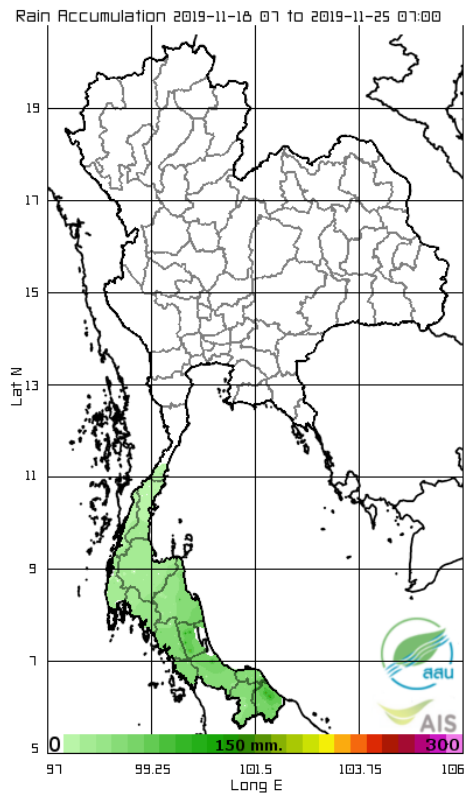 Rain Accumulation 2019-11-18 07 to 2019-11-25 07:00
19
17
15
13
11
9
7
5
Lat N
สสน
AIS
0 150 mm. 300
97 99.25 101.5 103.75 106
Long E